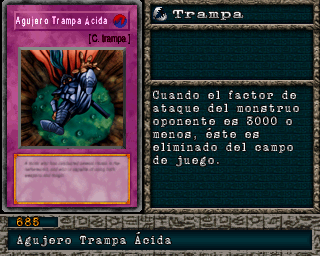 Agujero Trampa Ácida
[C. trampa]
Trampa
Cuando el factor de
ataque del monstruo
oponente es 3000 o
menos, éste es
eliminado del campo
de juego.
685
Agujero Trampa Ácida